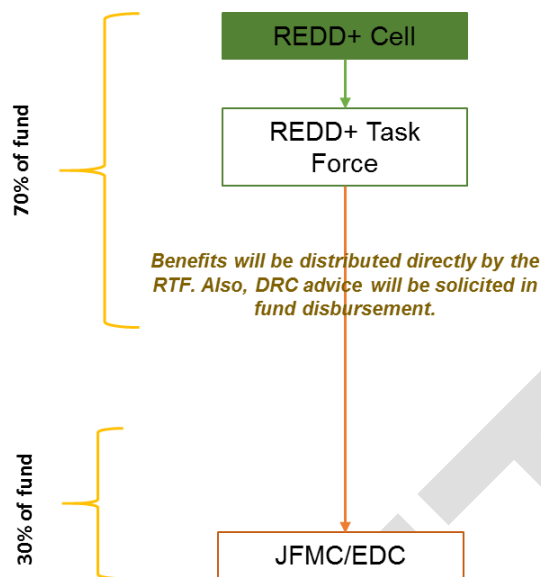 REDD+ Cell
REDD+ Task
Force
70% of fund
Benefits will be distributed directly by the
RTF. Also, DRC advice will be solicited in
fund disbursement.
30% of fund
JFMC/EDC